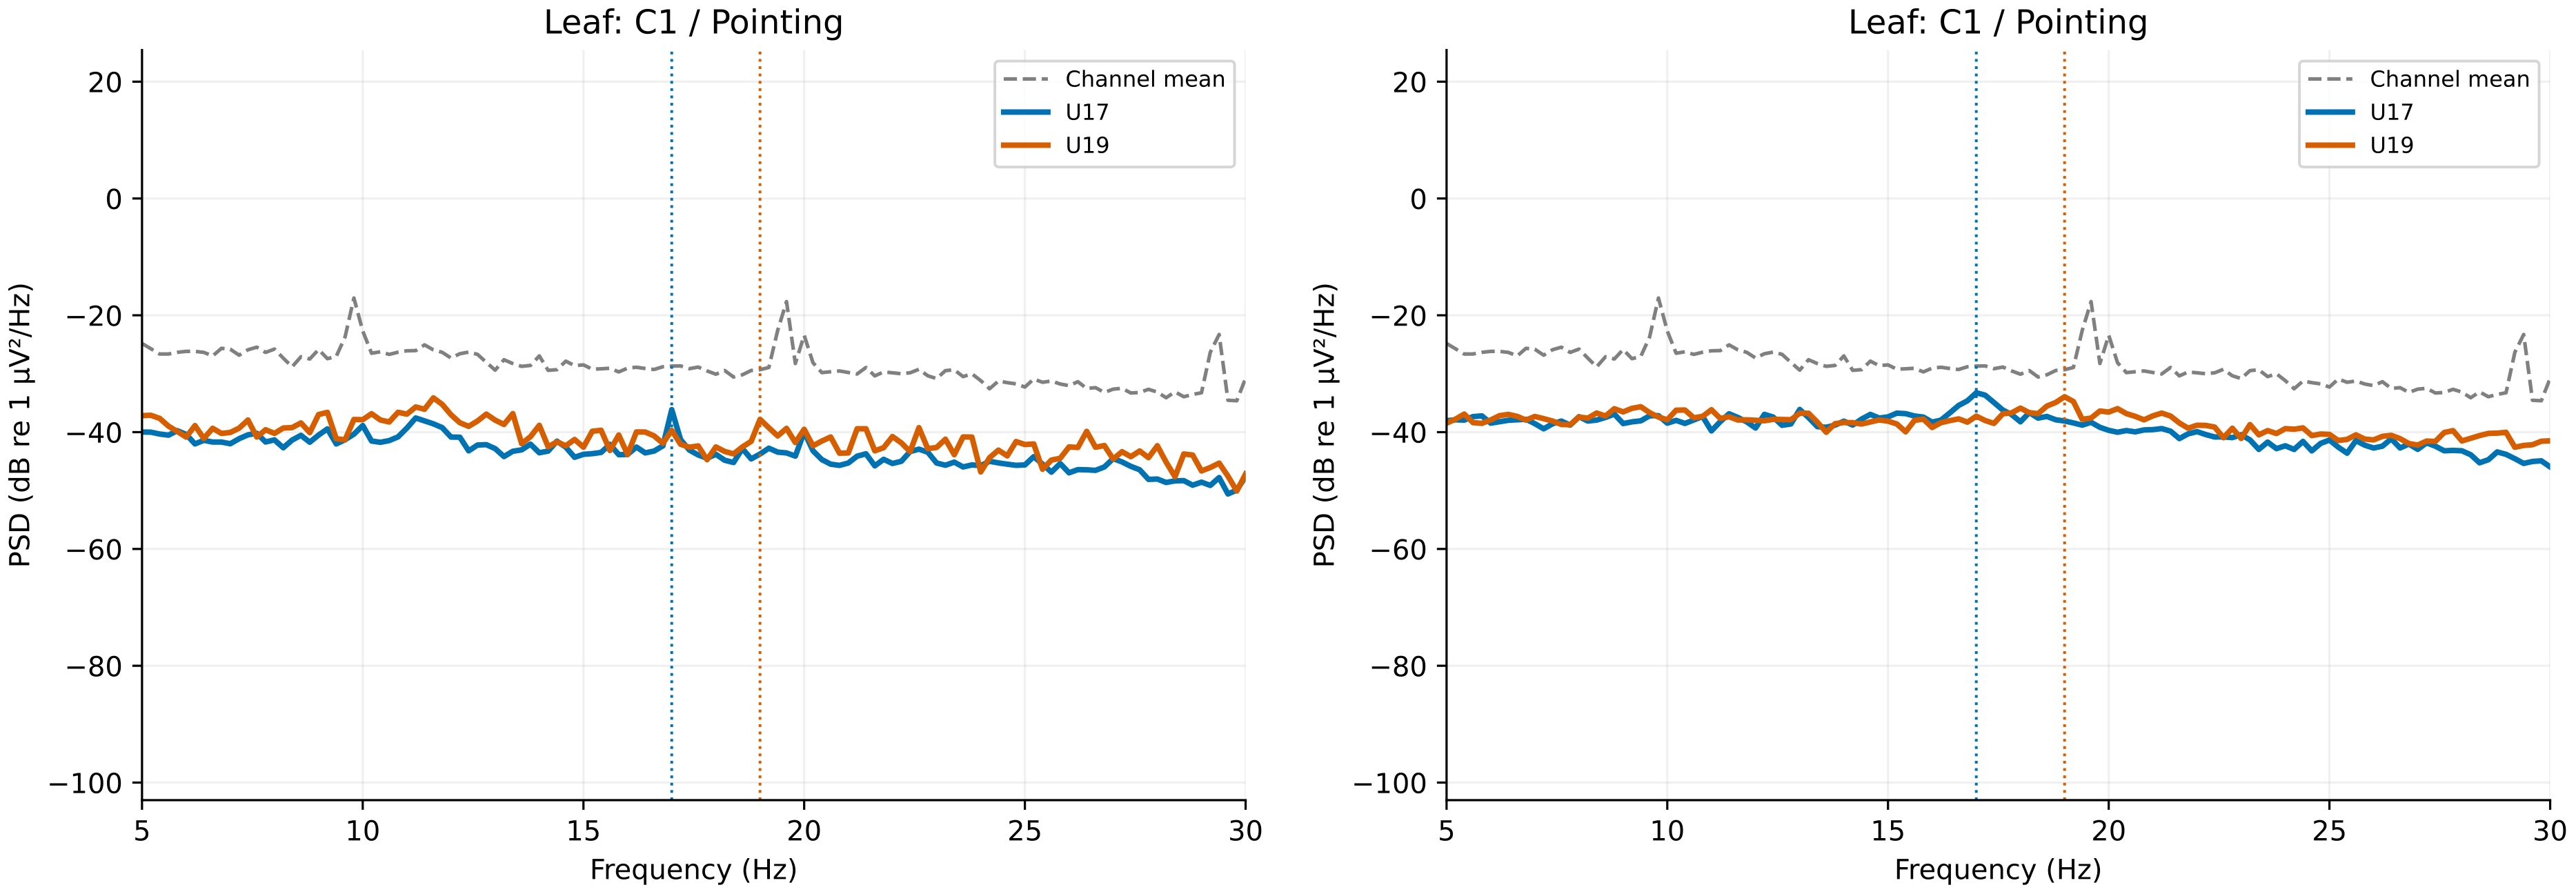 Leaf: C1 / Pointing
Channel mean
U17
U19
20
0
−20
−40
−60
−80
−100
PSD (dB re 1 µV²/Hz)
5
10
15
20
25
30
Frequency (Hz)
Leaf: C1 / Pointing
Channel mean
U17
U19
20
0
−20
−40
−60
−80
−100
PSD (dB re 1 µV²/Hz)
5
10
15
20
25
30
Frequency (Hz)